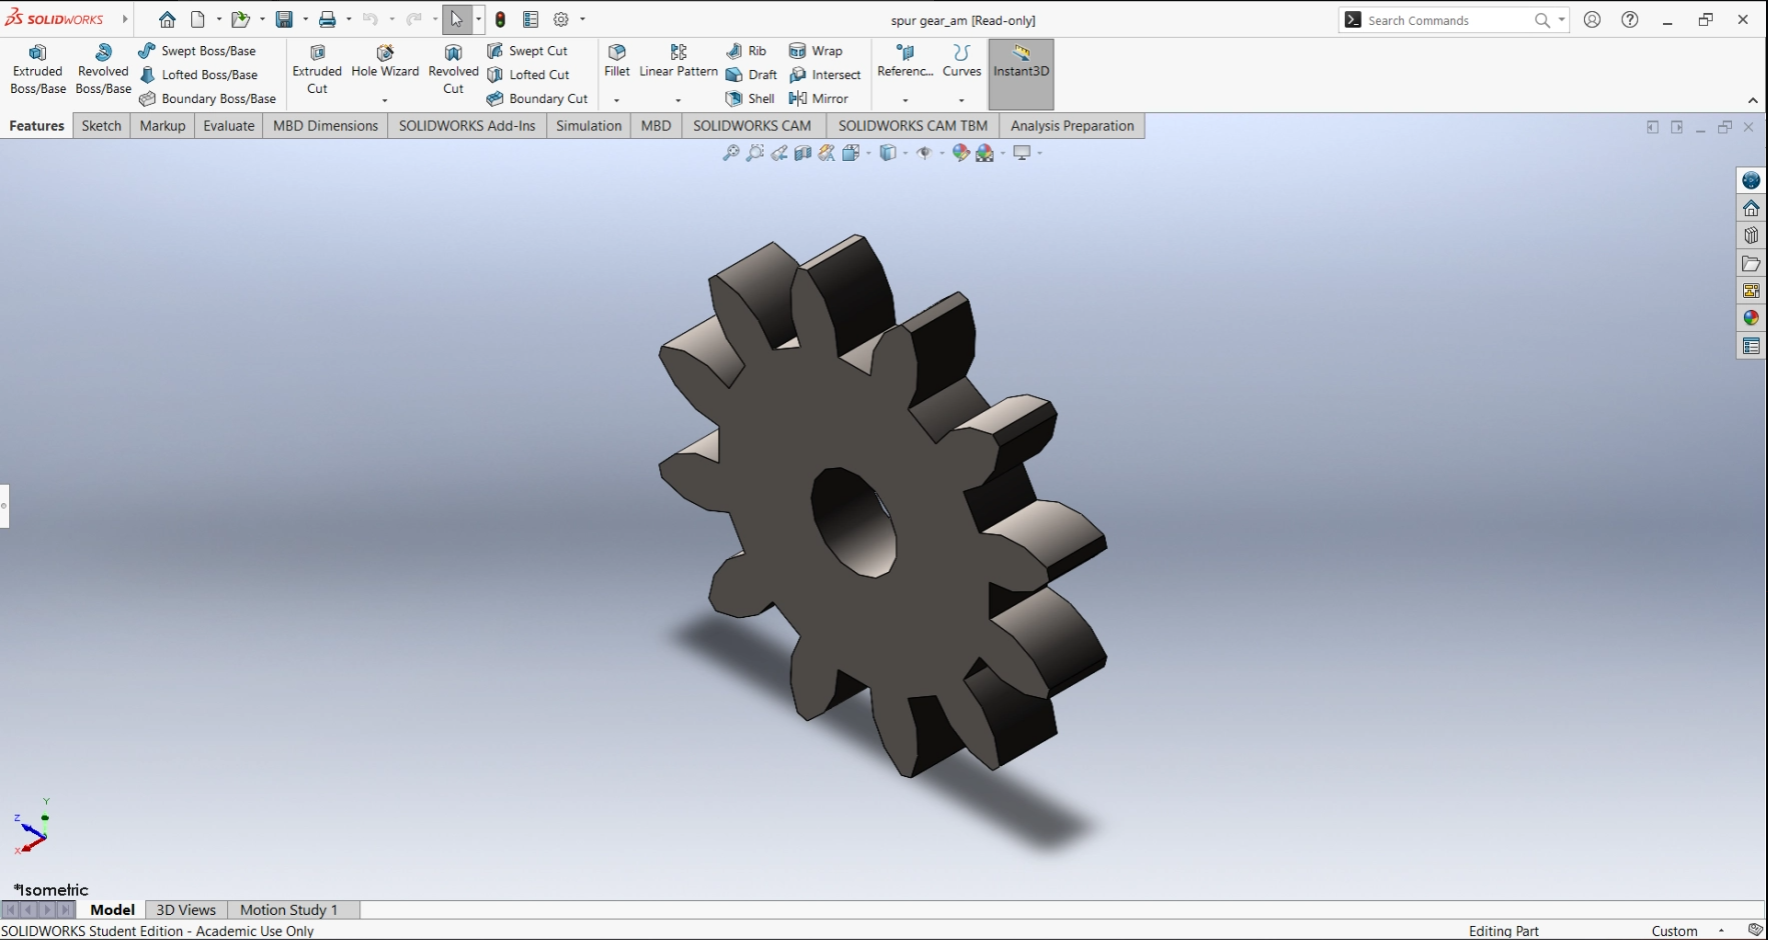 SOLIDWORKS
spur gear_am [Read-only]
Search Commands
Extruded Boss/Base
Revolved Boss/Base
Swept Boss/Base
Lofted Boss/Base
Boundary Boss/Base
Extruded Cut
Hole Wizard
Revolved Cut
Swept Cut
Lofted Cut
Boundary Cut
Fillet
Linear Pattern
Rib
Draft
Shell
Wrap
Intersect
Mirror
Referenc...
Curves
Instant3D
Features
Sketch
Markup
Evaluate
MBD Dimensions
SOLIDWORKS Add-Ins
Simulation
MBD
SOLIDWORKS CAM
SOLIDWORKS CAM TBM
Analysis Preparation
Y
Z
X
*Isometric
Model
3D Views
Motion Study 1
SOLIDWORKS Student Edition - Academic Use Only
Editing Part
Custom